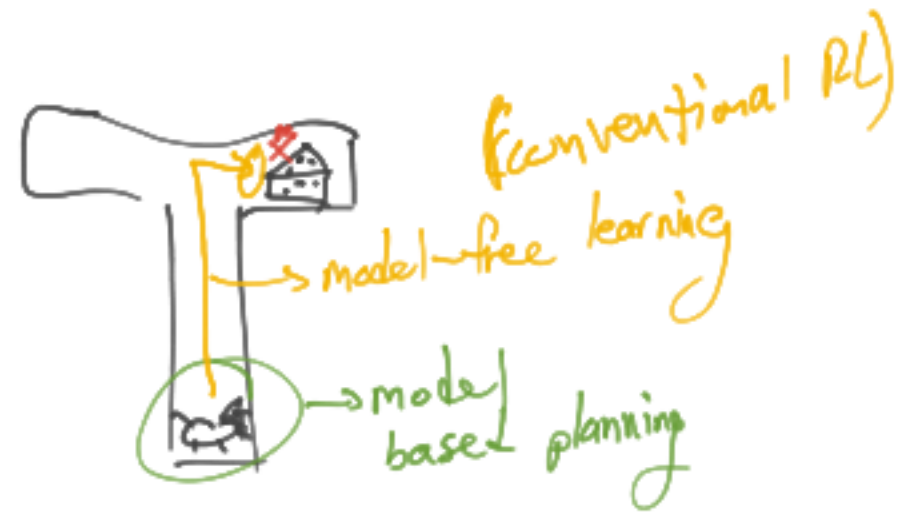 (conventional RL)
model-free learning
model
based planning